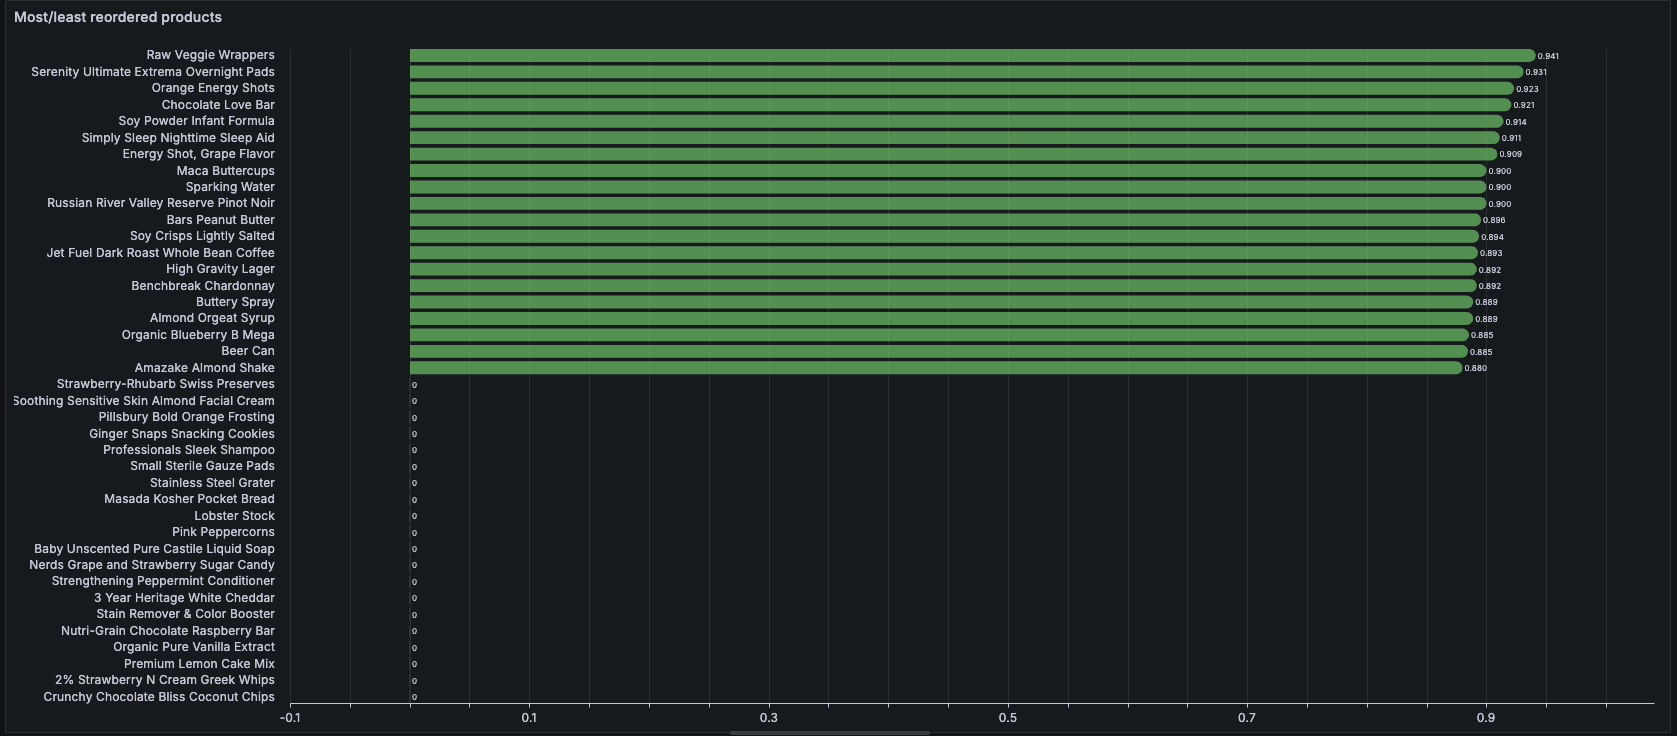 Most/least reordered products
Raw Veggie Wrappers 0.941
Serenity Ultimate Extrema Overnight Pads 0.931
Orange Energy Shots 0.923
Chocolate Love Bar 0.921
Soy Powder Infant Formula 0.914
Simply Sleep Nighttime Sleep Aid 0.911
Energy Shot, Grape Flavor 0.909
Maca Buttercups 0.900
Sparking Water 0.900
Russian River Valley Reserve Pinot Noir 0.900
Bars Peanut Butter 0.896
Soy Crisps Lightly Salted 0.894
Jet Fuel Dark Roast Whole Bean Coffee 0.893
High Gravity Lager 0.892
Benchbreak Chardonnay 0.892
Buttery Spray 0.889
Almond Orgeat Syrup 0.889
Organic Blueberry B Mega 0.885
Beer Can 0.885
Amazake Almond Shake 0.880
Strawberry-Rhubarb Swiss Preserves 0
Soothing Sensitive Skin Almond Facial Cream 0
Pillsbury Bold Orange Frosting 0
Ginger Snaps Snacking Cookies 0
Professionals Sleek Shampoo 0
Small Sterile Gauze Pads 0
Stainless Steel Grater 0
Masada Kosher Pocket Bread 0
Lobster Stock 0
Pink Peppercorns 0
Baby Unscented Pure Castile Liquid Soap 0
Nerds Grape and Strawberry Sugar Candy 0
Strengthening Peppermint Conditioner 0
3 Year Heritage White Cheddar 0
Stain Remover & Color Booster 0
Nutri-Grain Chocolate Raspberry Bar 0
Organic Pure Vanilla Extract 0
Premium Lemon Cake Mix 0
2% Strawberry N Cream Greek Whips 0
Crunchy Chocolate Bliss Coconut Chips 0
-0.1 0.1 0.3 0.5 0.7 0.9